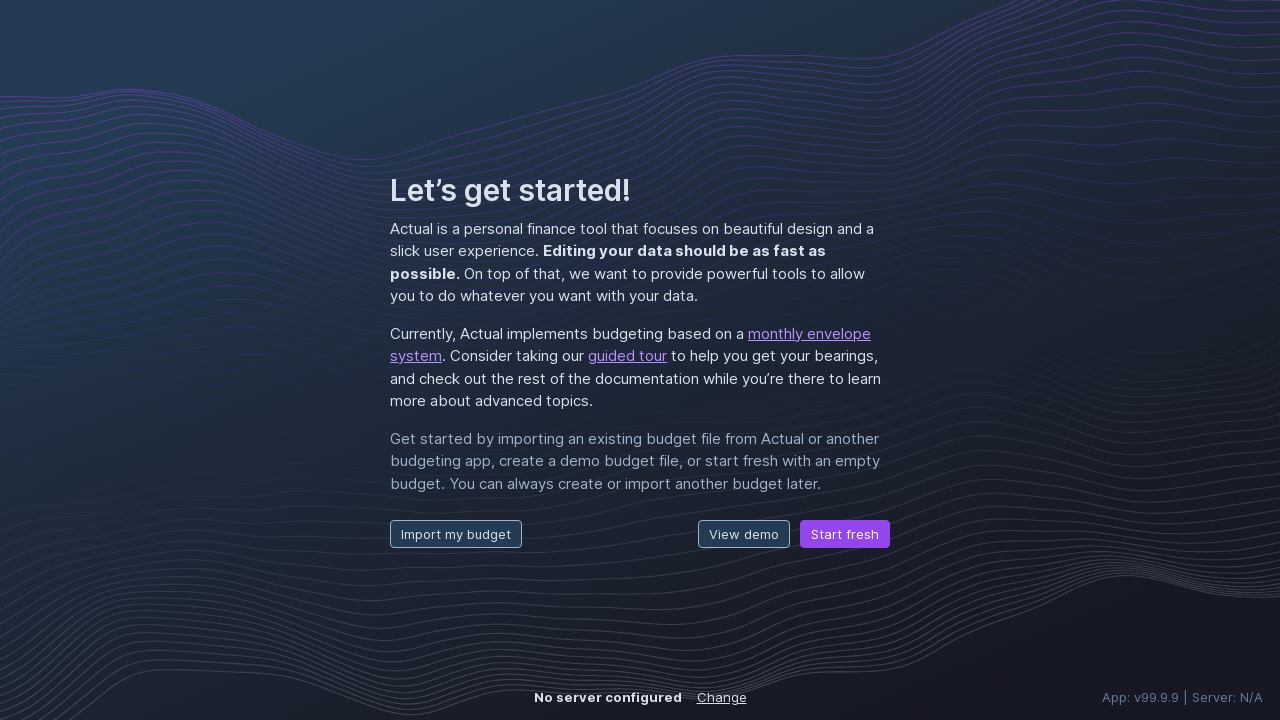 Let’s get started!
Actual is a personal finance tool that focuses on beautiful design and a
slick user experience. Editing your data should be as fast as
possible. On top of that, we want to provide powerful tools to allow
you to do whatever you want with your data.
Currently, Actual implements budgeting based on a monthly envelope
system. Consider taking our guided tour to help you get your bearings,
and check out the rest of the documentation while you’re there to learn
more about advanced topics.
Get started by importing an existing budget file from Actual or another
budgeting app, create a demo budget file, or start fresh with an empty
budget. You can always create or import another budget later.
Import my budget View demo Start fresh
No server configured Change App: v99.9.9 | Server: N/A